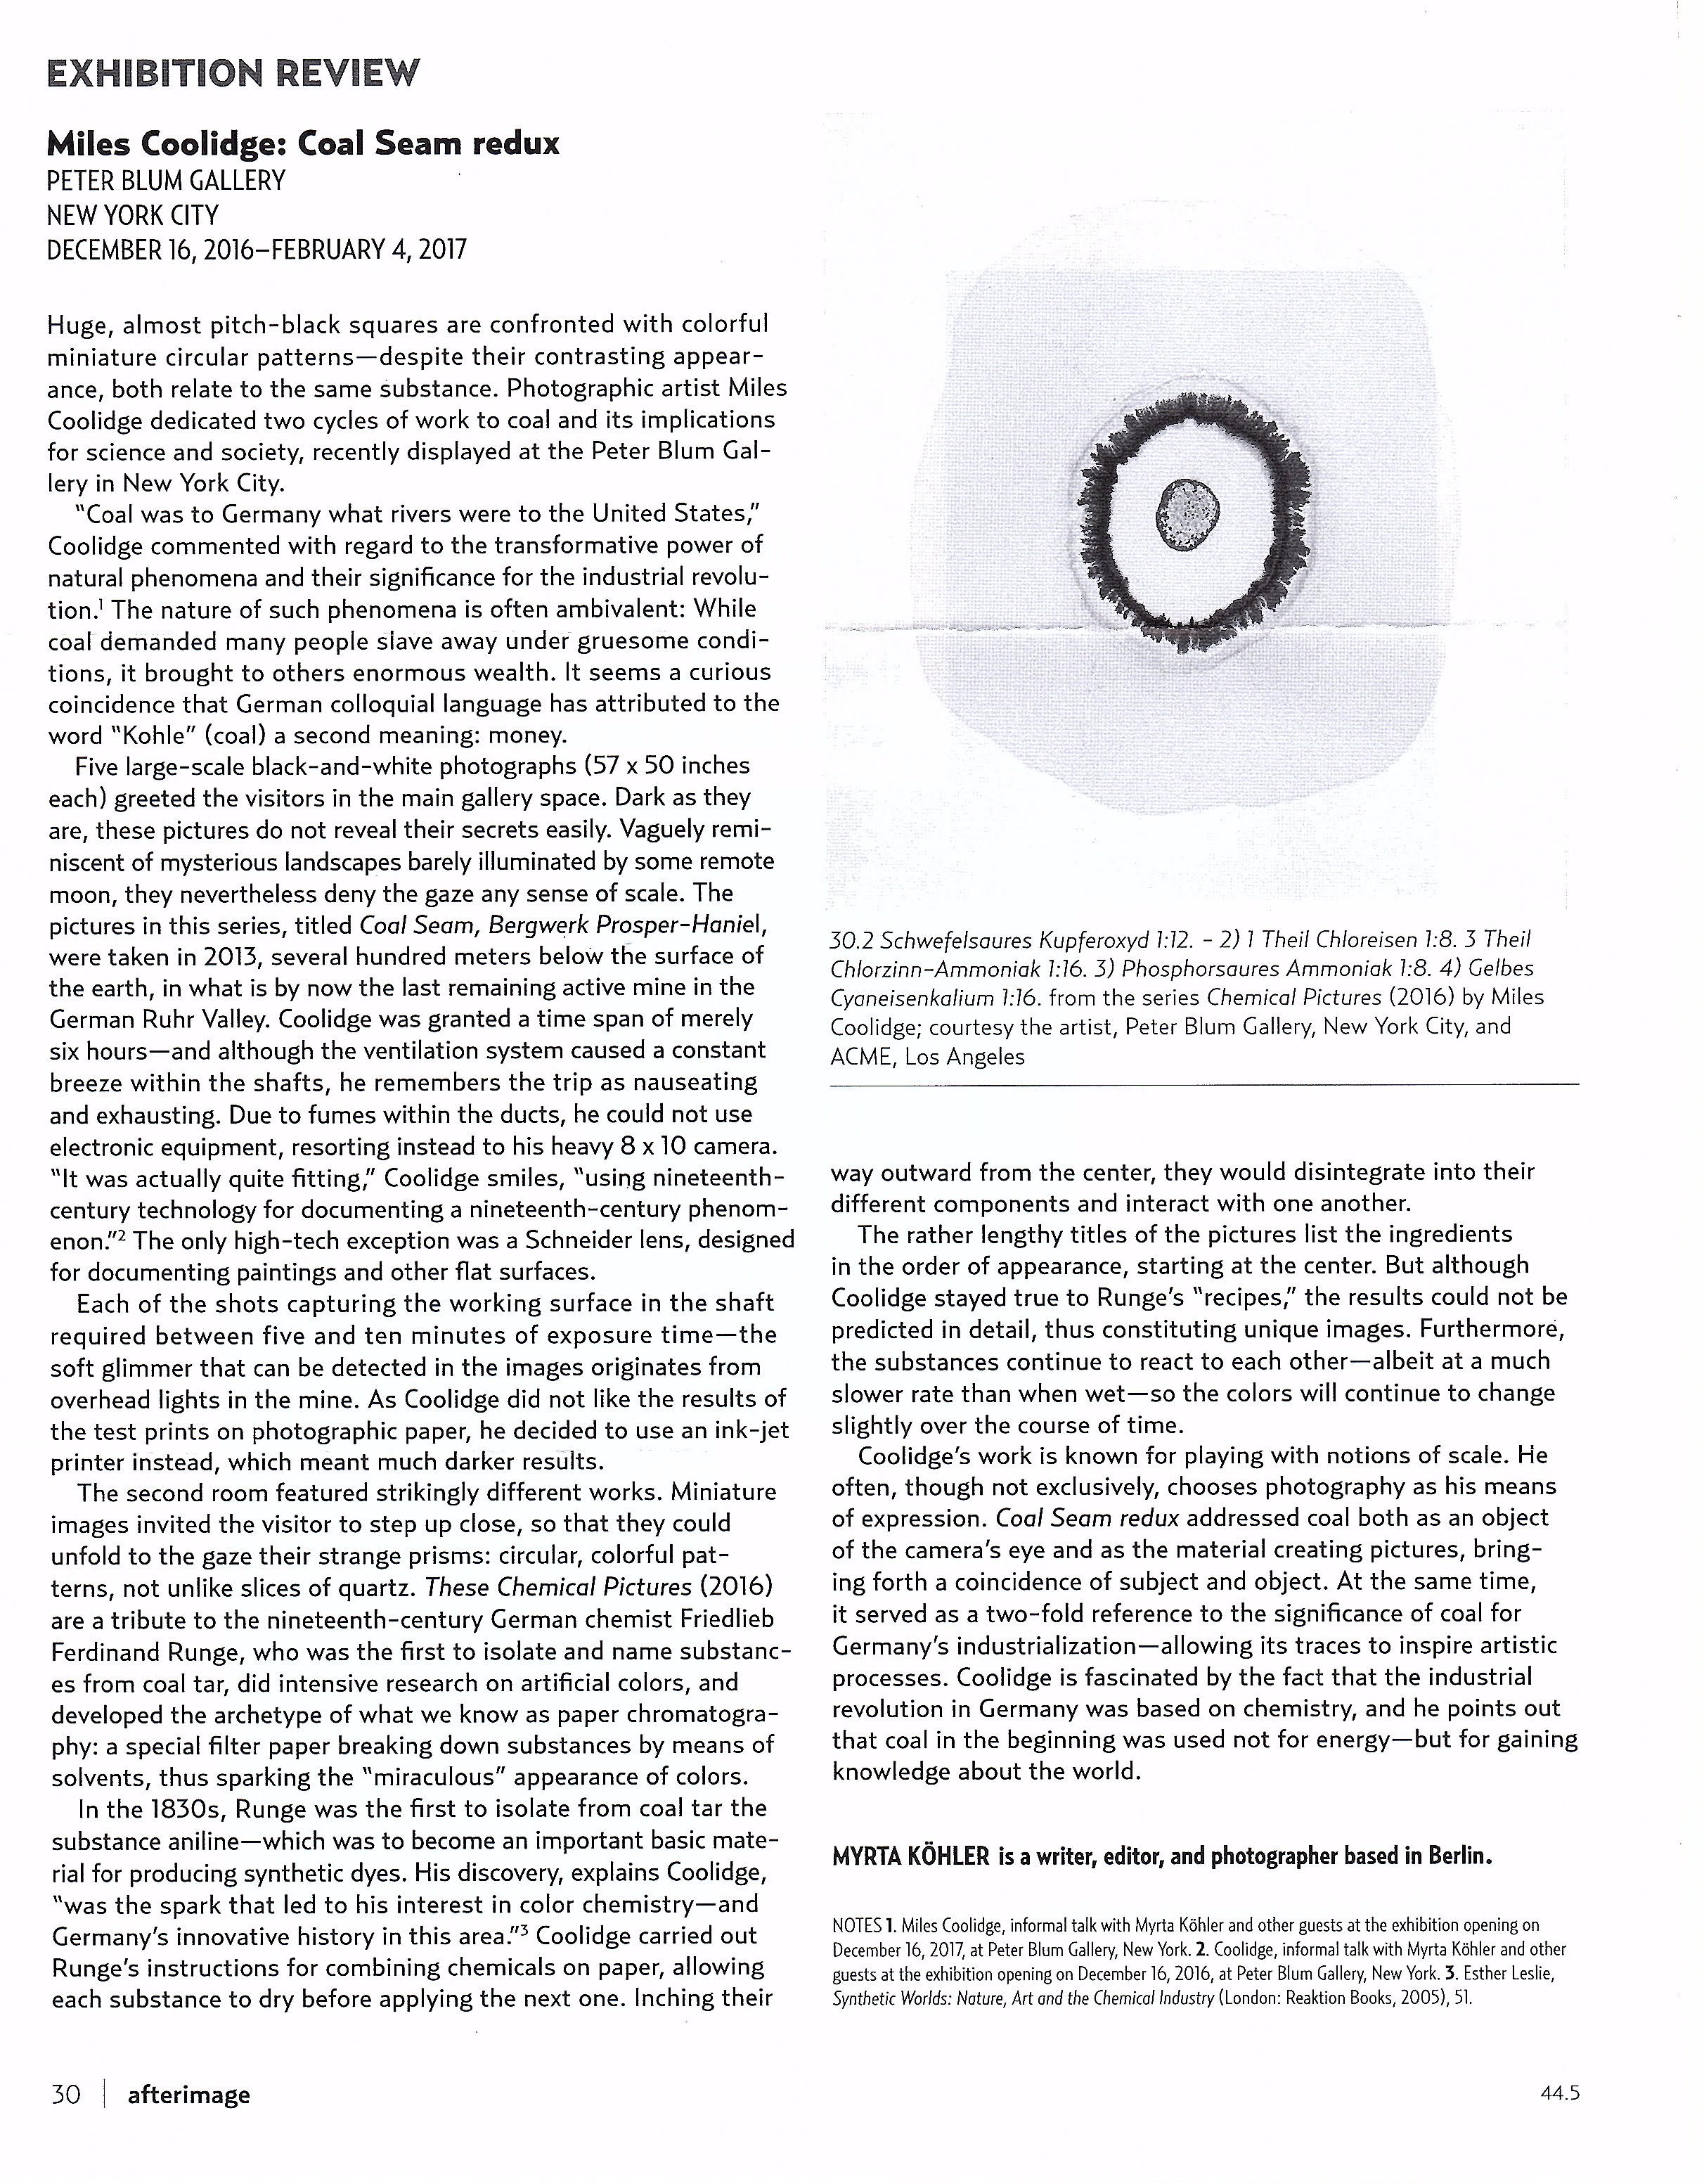 EXHIBITION REVIEW
Miles Coolidge: Coal Seam redux
PETER BLUM GALLERY
NEW YORK CITY
DECEMBER 16, 2016–FEBRUARY 4, 2017
Huge, almost pitch-black squares are confronted with colorful
miniature circular patterns—despite their contrasting appear-
ance, both relate to the same substance. Photographic artist Miles
Coolidge dedicated two cycles of work to coal and its implications
for science and society, recently displayed at the Peter Blum Gal-
lery in New York City.
"Coal was to Germany what rivers were to the United States,"
Coolidge commented with regard to the transformative power of
natural phenomena and their significance for the industrial revolu-
tion.¹ The nature of such phenomena is often ambivalent: While
coal demanded many people slave away under gruesome condi-
tions, it brought to others enormous wealth. It seems a curious
coincidence that German colloquial language has attributed to the
word "Kohle" (coal) a second meaning: money.
Five large-scale black-and-white photographs (57 x 50 inches
each) greeted the visitors in the main gallery space. Dark as they
are, these pictures do not reveal their secrets easily. Vaguely remi-
niscent of mysterious landscapes barely illuminated by some remote
moon, they nevertheless deny the gaze any sense of scale. The
pictures in this series, titled Coal Seam, Bergwerk Prosper-Haniel,
were taken in 2013, several hundred meters below the surface of
the earth, in what is by now the last remaining active mine in the
German Ruhr Valley. Coolidge was granted a time span of merely
six hours—and although the ventilation system caused a constant
breeze within the shafts, he remembers the trip as nauseating
and exhausting. Due to fumes within the ducts, he could not use
electronic equipment, resorting instead to his heavy 8 x 10 camera.
"It was actually quite fitting," Coolidge smiles, "using nineteenth-
century technology for documenting a nineteenth-century phenom-
enon."² The only high-tech exception was a Schneider lens, designed
for documenting paintings and other flat surfaces.
Each of the shots capturing the working surface in the shaft
required between five and ten minutes of exposure time—the
soft glimmer that can be detected in the images originates from
overhead lights in the mine. As Coolidge did not like the results of
the test prints on photographic paper, he decided to use an ink-jet
printer instead, which meant much darker results.
The second room featured strikingly different works. Miniature
images invited the visitor to step up close, so that they could
unfold to the gaze their strange prisms: circular, colorful pat-
terns, not unlike slices of quartz. These Chemical Pictures (2016)
are a tribute to the nineteenth-century German chemist Friedlieb
Ferdinand Runge, who was the first to isolate and name substanc-
es from coal tar, did intensive research on artificial colors, and
developed the archetype of what we know as paper chromatogra-
phy: a special filter paper breaking down substances by means of
solvents, thus sparking the "miraculous" appearance of colors.
In the 1830s, Runge was the first to isolate from coal tar the
substance aniline—which was to become an important basic mate-
rial for producing synthetic dyes. His discovery, explains Coolidge,
"was the spark that led to his interest in color chemistry—and
Germany's innovative history in this area."³ Coolidge carried out
Runge's instructions for combining chemicals on paper, allowing
each substance to dry before applying the next one. Inching their
30.2 Schwefelsaures Kupferoxyd 1:12. - 2) 1 Theil Chloreisen 1:8. 3 Theil
Chlorzinn-Ammoniak 1:16. 3) Phosphorsaures Ammoniak 1:8. 4) Gelbes
Cyaneisenkalium 1:16. from the series Chemical Pictures (2016) by Miles
Coolidge; courtesy the artist, Peter Blum Gallery, New York City, and
ACME, Los Angeles
way outward from the center, they would disintegrate into their
different components and interact with one another.
The rather lengthy titles of the pictures list the ingredients
in the order of appearance, starting at the center. But although
Coolidge stayed true to Runge's "recipes," the results could not be
predicted in detail, thus constituting unique images. Furthermore,
the substances continue to react to each other—albeit at a much
slower rate than when wet—so the colors will continue to change
slightly over the course of time.
Coolidge's work is known for playing with notions of scale. He
often, though not exclusively, chooses photography as his means
of expression. Coal Seam redux addressed coal both as an object
of the camera's eye and as the material creating pictures, bring-
ing forth a coincidence of subject and object. At the same time,
it served as a two-fold reference to the significance of coal for
Germany's industrialization—allowing its traces to inspire artistic
processes. Coolidge is fascinated by the fact that the industrial
revolution in Germany was based on chemistry, and he points out
that coal in the beginning was used not for energy—but for gaining
knowledge about the world.
MYRTA KÖHLER is a writer, editor, and photographer based in Berlin.
NOTES 1. Miles Coolidge, informal talk with Myrta Köhler and other guests at the exhibition opening on
December 16, 2017, at Peter Blum Gallery, New York. 2. Coolidge, informal talk with Myrta Köhler and other
guests at the exhibition opening on December 16, 2016, at Peter Blum Gallery, New York. 3. Esther Leslie,
Synthetic Worlds: Nature, Art and the Chemical Industry (London: Reaktion Books, 2005), 51.
30 | afterimage
44.5